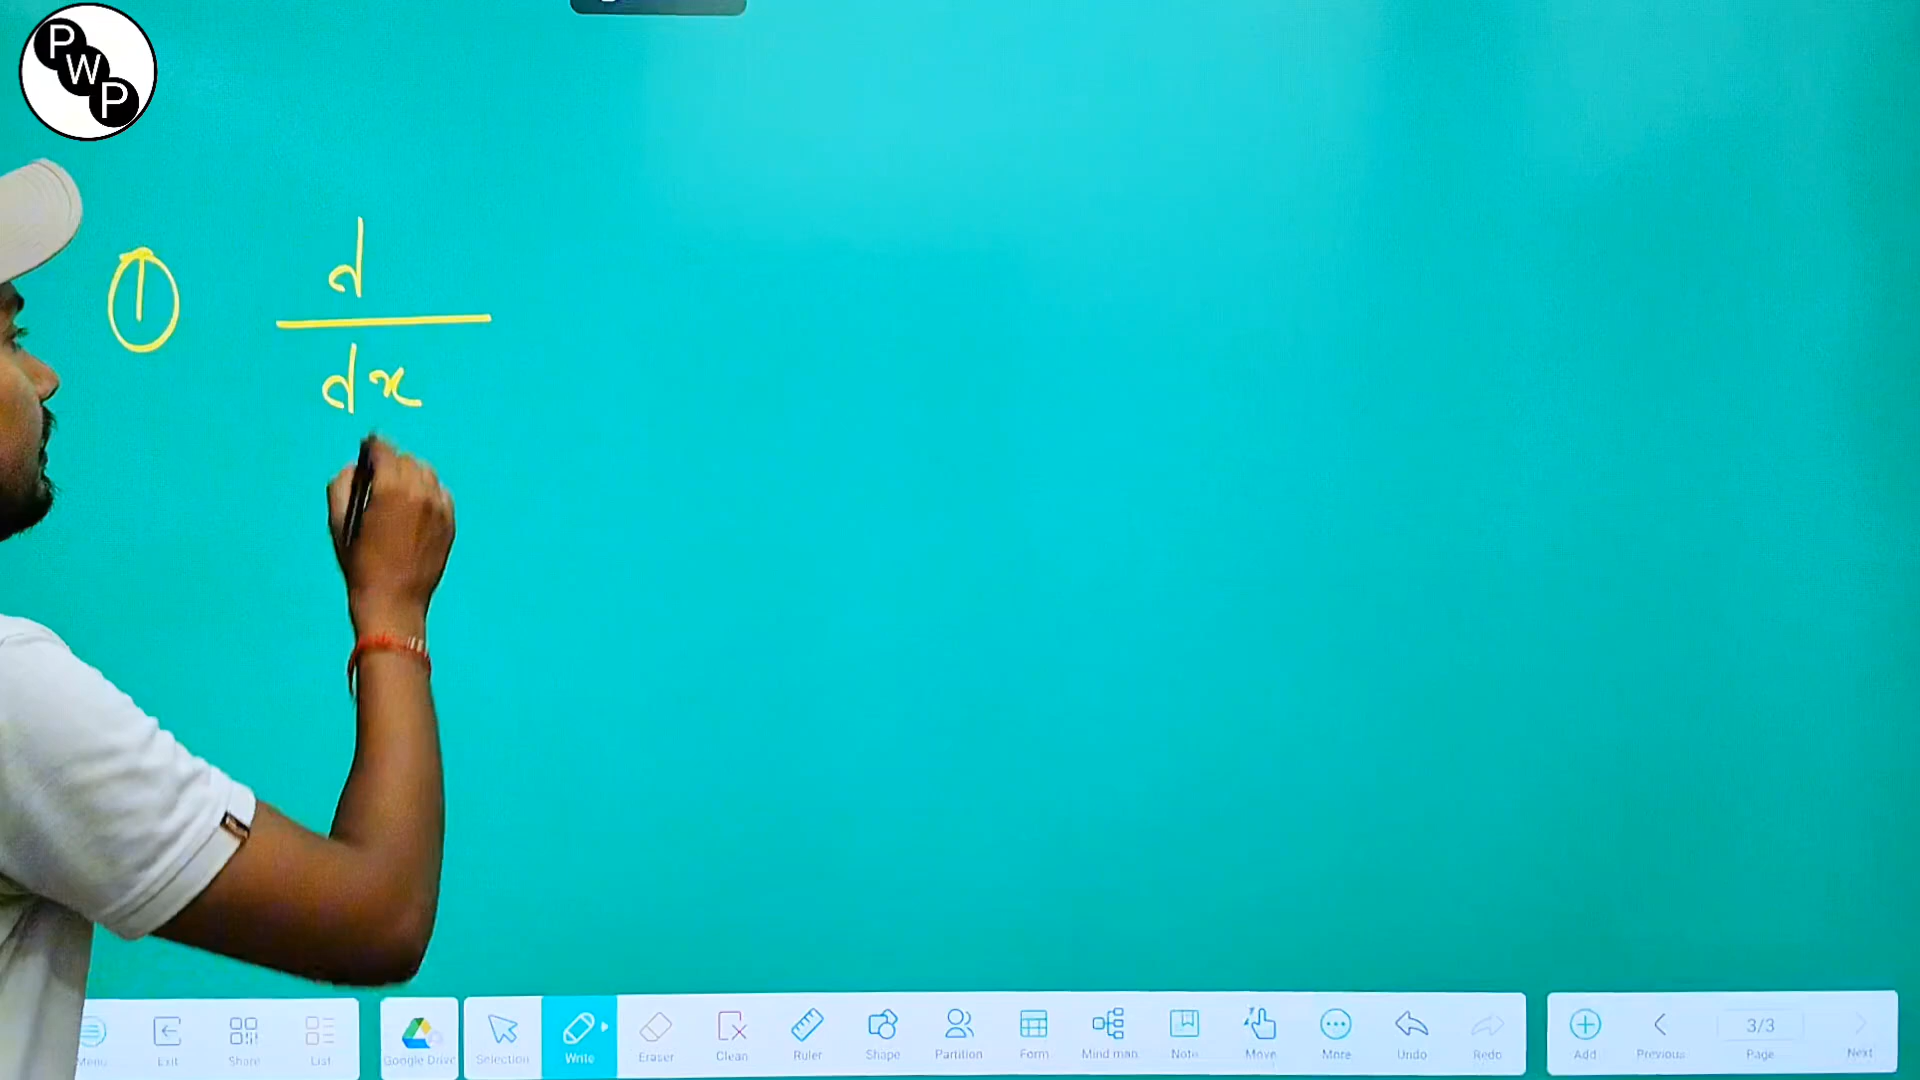 P
W
P
① d
dx
Menu Exit Share List Google Drive Selection Write Eraser Clean Ruler Shape Partition Form Mind map Note Move More Undo Redo Add Previous 3/3 Page Next